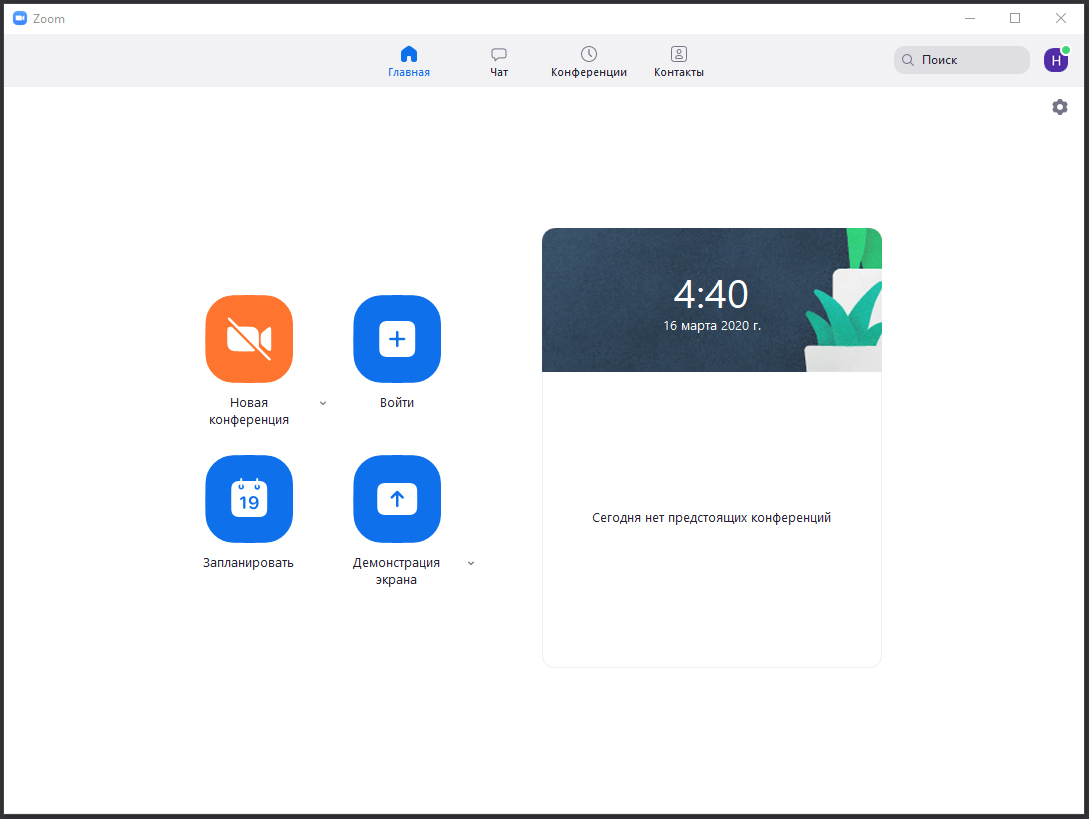 Zoom
Главная
Чат
Конференции
Контакты
Поиск
H
4:40
16 марта 2020 г.
Новая
конференция
Войти
19
Запланировать
Демонстрация
экрана
Сегодня нет предстоящих конференций